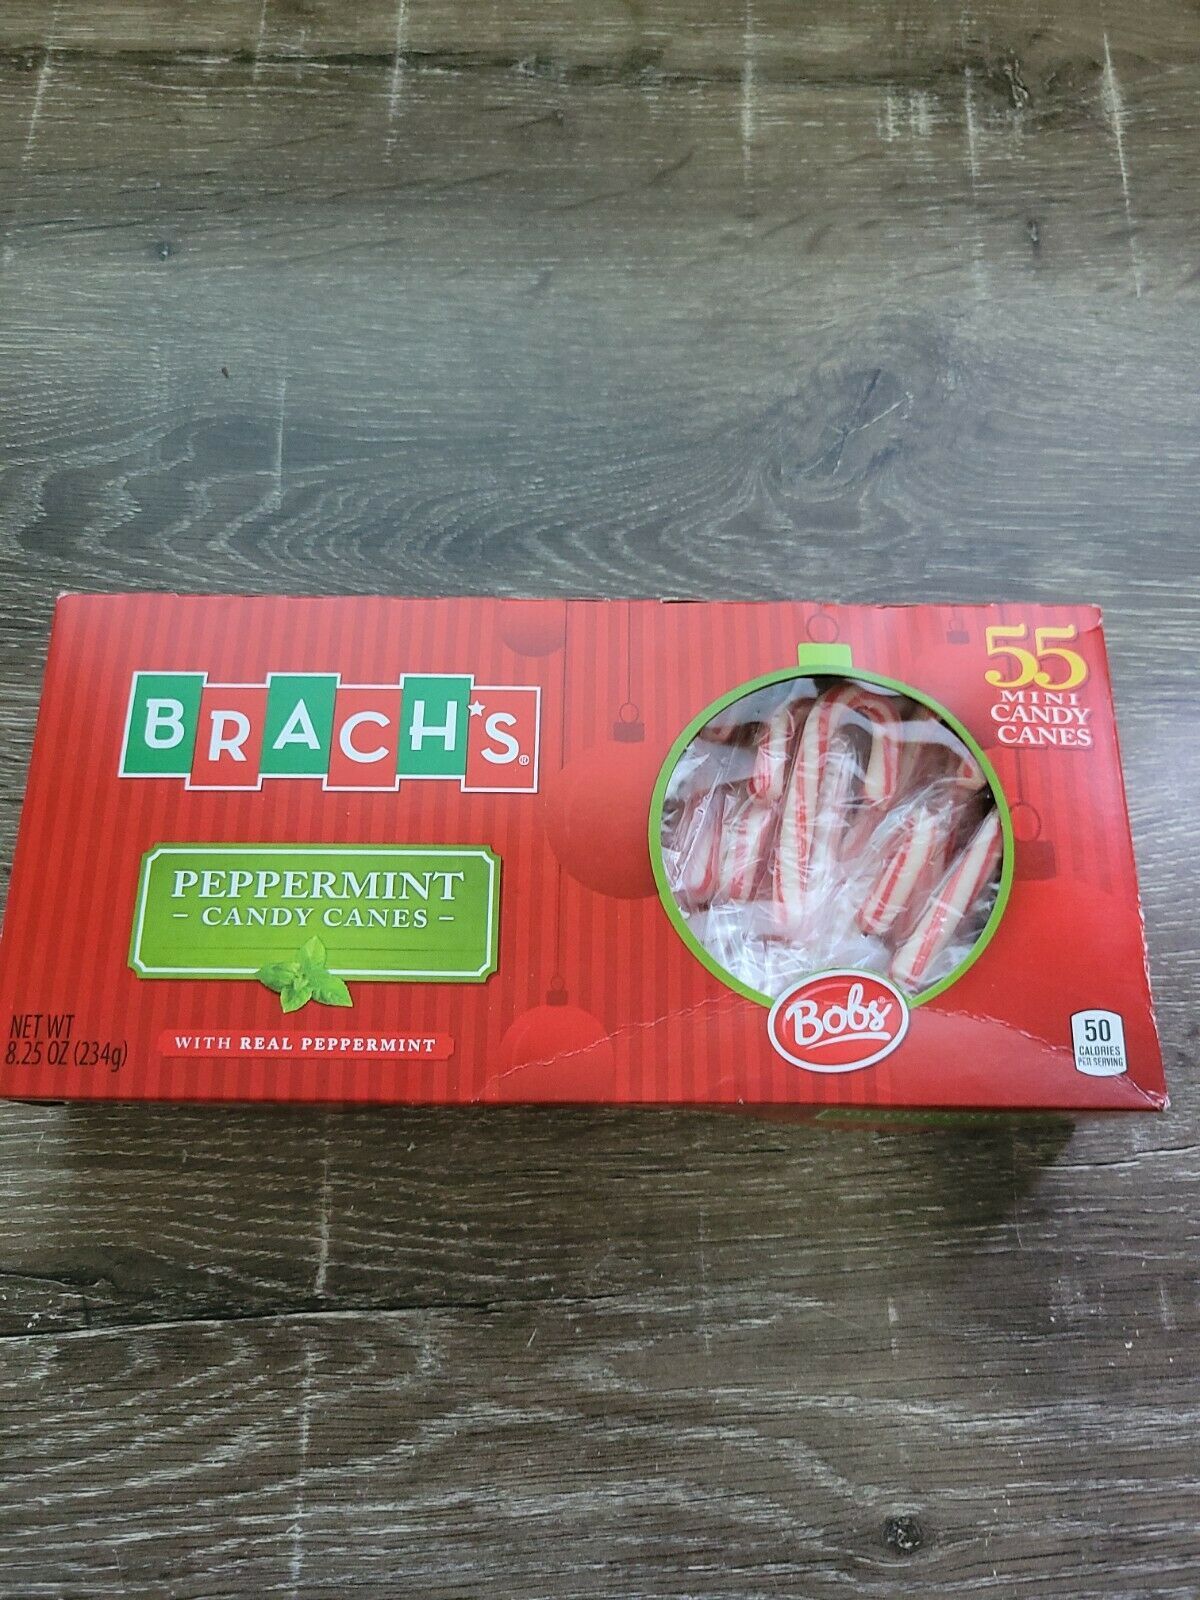 BRACH'S®
PEPPERMINT
- CANDY CANES -
WITH REAL PEPPERMINT
NET WT
8.25 OZ (234g)
55
MINI
CANDY
CANES
Bobs®
50
CALORIES
PER SERVING